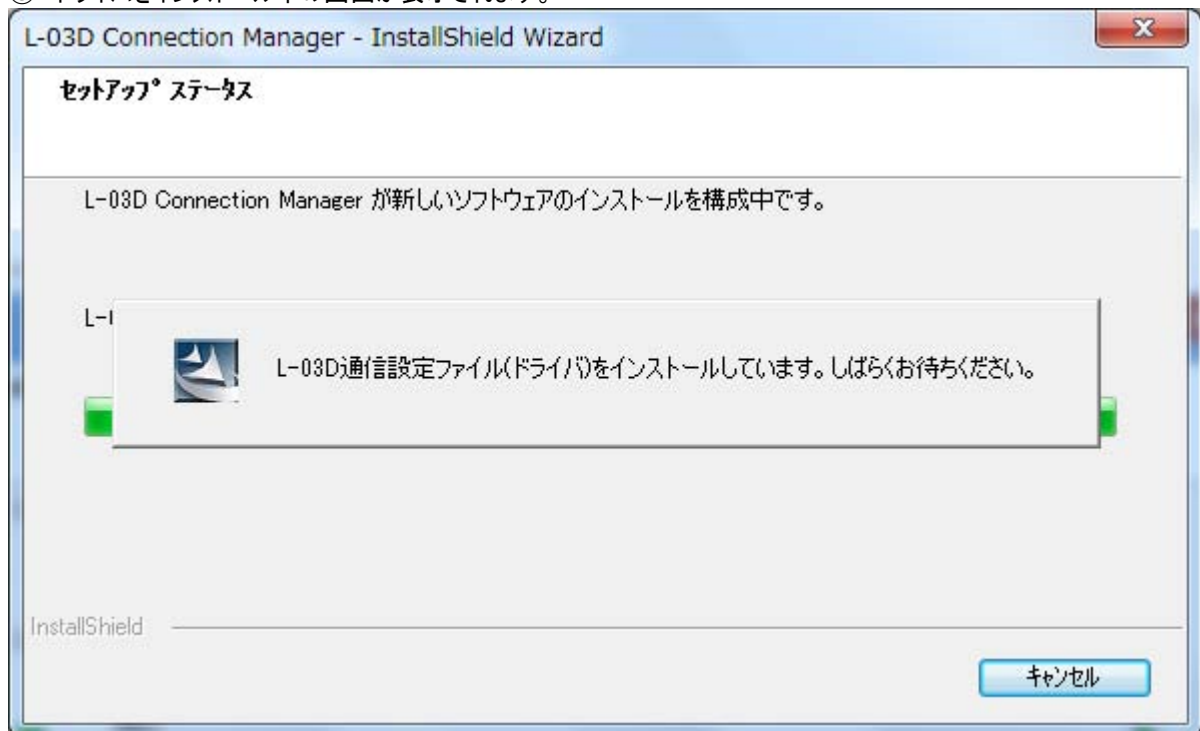 L-03D Connection Manager - InstallShield Wizard
セットアップ ステータス
L-03D Connection Manager が新しいソフトウェアのインストールを構成中です。
L-
L-03D通信設定ファイル(ドライバ)をインストールしています。しばらくお待ちください。
InstallShield
キャンセル